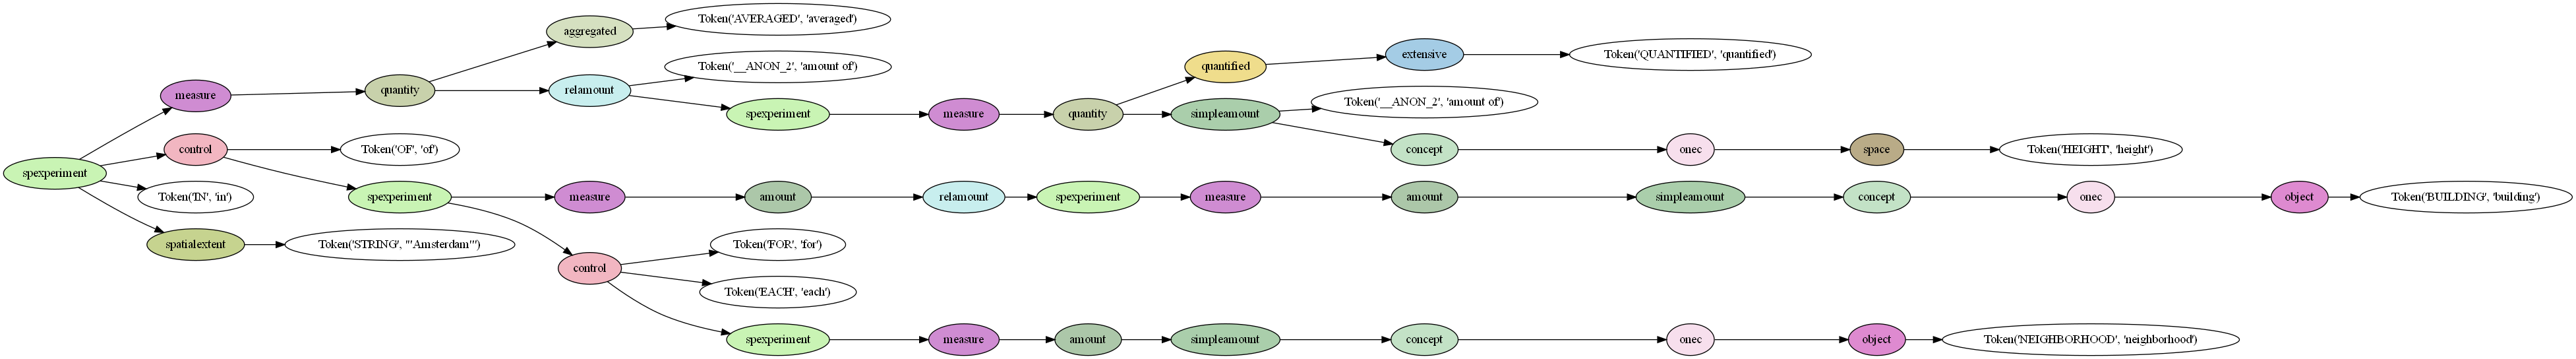 aggregated
Token('AVERAGED', 'averaged')
measure
quantity
relamount
Token('__ANON_2', 'amount of')
quantified
extensive
Token('QUANTIFIED', 'quantified')
spexperiment
measure
quantity
simpleamount
Token('__ANON_2', 'amount of')
concept
onec
space
Token('HEIGHT', 'height')
spexperiment
control
Token('OF', 'of')
Token('IN', 'in')
spatialextent
Token('STRING', "'Amsterdam'")
spexperiment
measure
amount
relamount
spexperiment
measure
amount
simpleamount
concept
onec
object
Token('BUILDING', 'building')
control
Token('FOR', 'for')
Token('EACH', 'each')
spexperiment
measure
amount
simpleamount
concept
onec
object
Token('NEIGHBORHOOD', 'neighborhood')